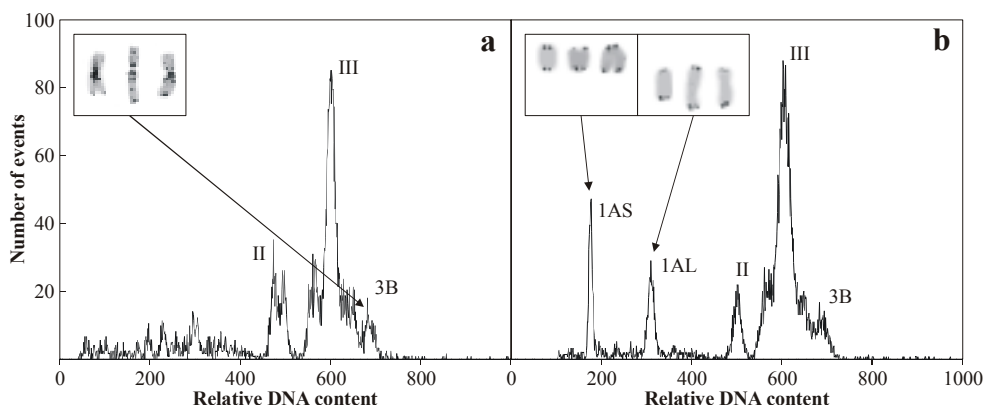 100
80
60
40
20
Number of events
a
III
II
3B
0 200 400 600 800
Relative DNA content
b
III
1AS
1AL
II
3B
0 200 400 600 800 1000
Relative DNA content